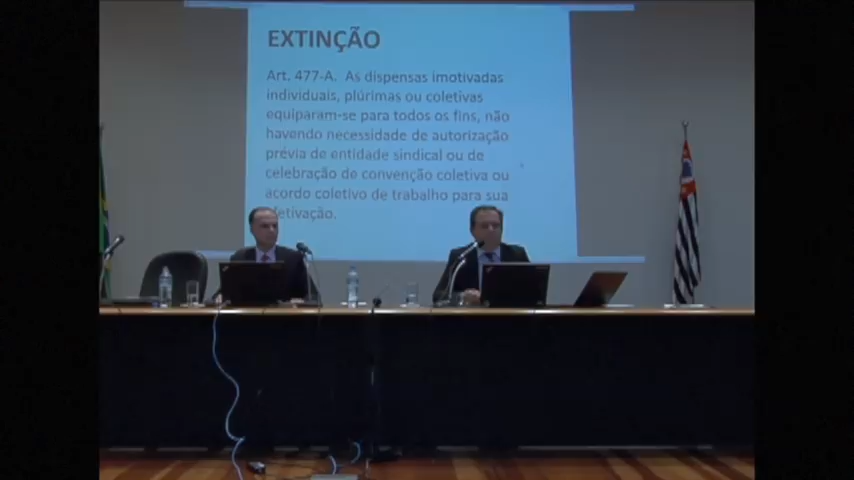 EXTINÇÃO
Art. 477-A. As dispensas imotivadas
individuais, plúrimas ou coletivas
equiparam-se para todos os fins, não
havendo necessidade de autorização
prévia de entidade sindical ou de
celebração de convenção coletiva ou
acordo coletivo de trabalho para sua
efetivação.